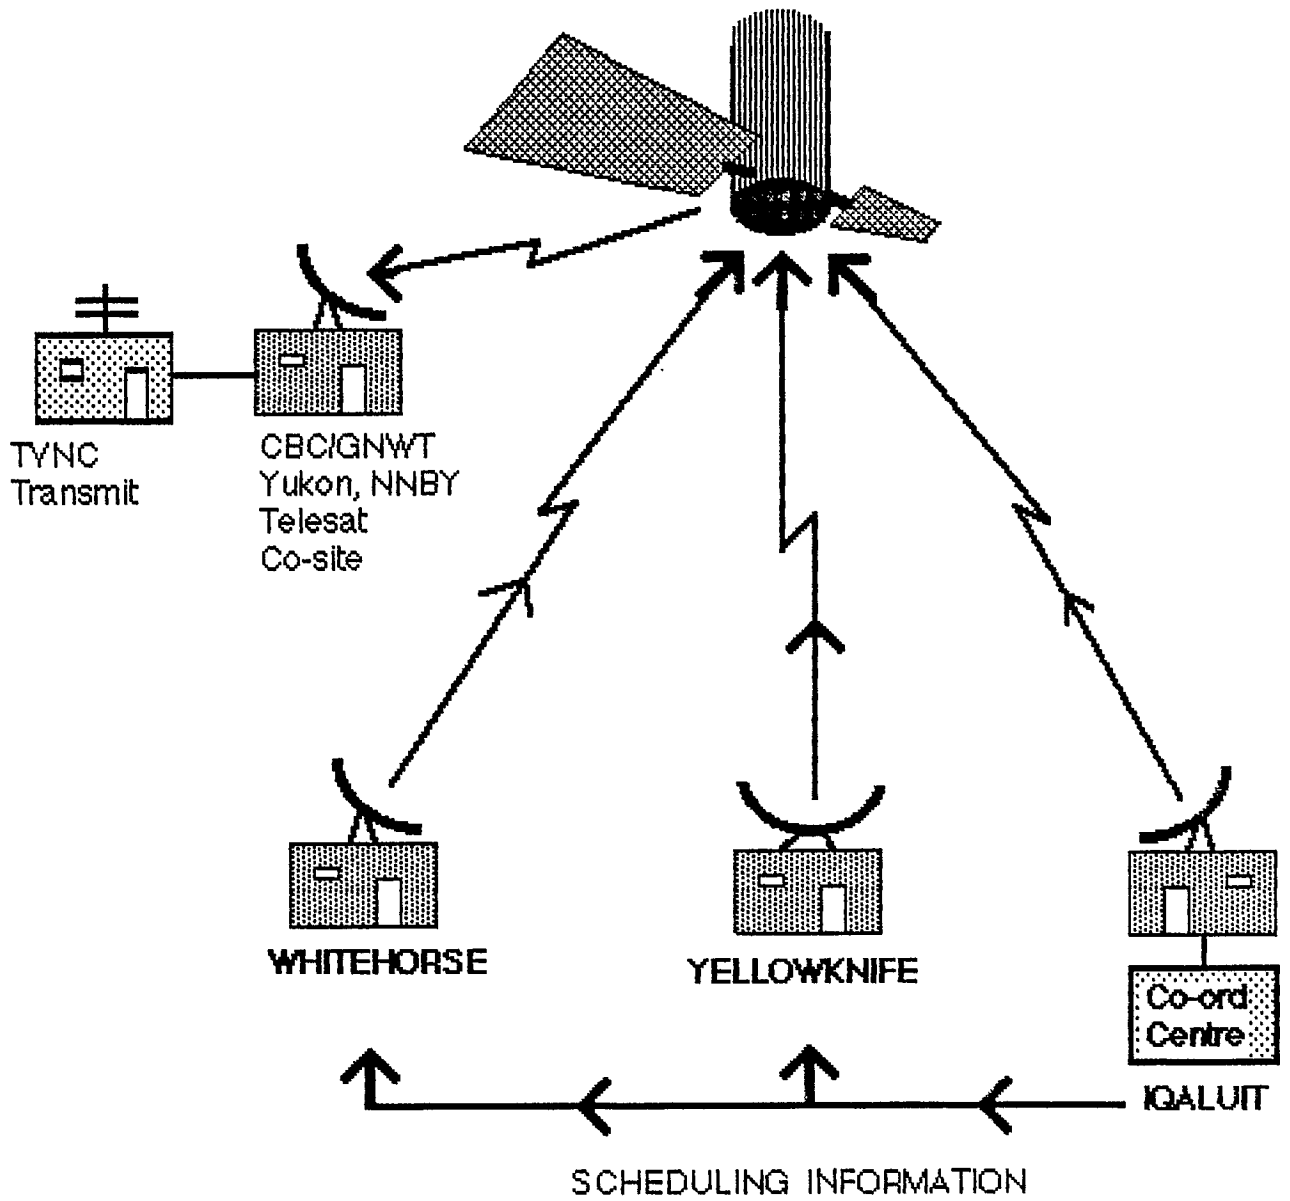 TVNC
Transmit
CBC/GNWT
Yukon, NNBY
Telesat
Co-site
WHITEHORSE
YELLOWKNIFE
Co-ord
Centre
IQALUIT
SCHEDULING INFORMATION